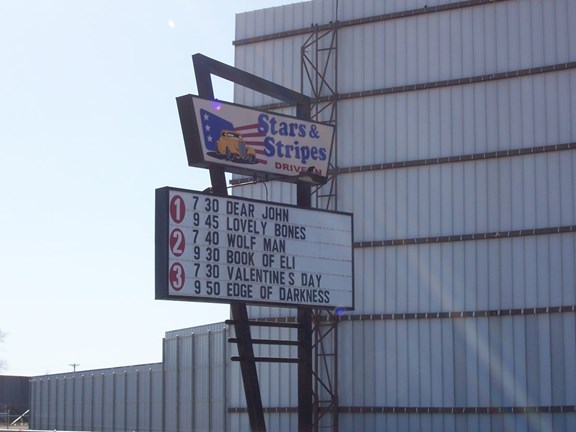 Stars &
Stripes
DRIVE IN
1 7 30 DEAR JOHN
9 45 LOVELY BONES
2 7 40 WOLF MAN
9 30 BOOK OF ELI
3 7 30 VALENTINE S DAY
9 50 EDGE OF DARKNESS